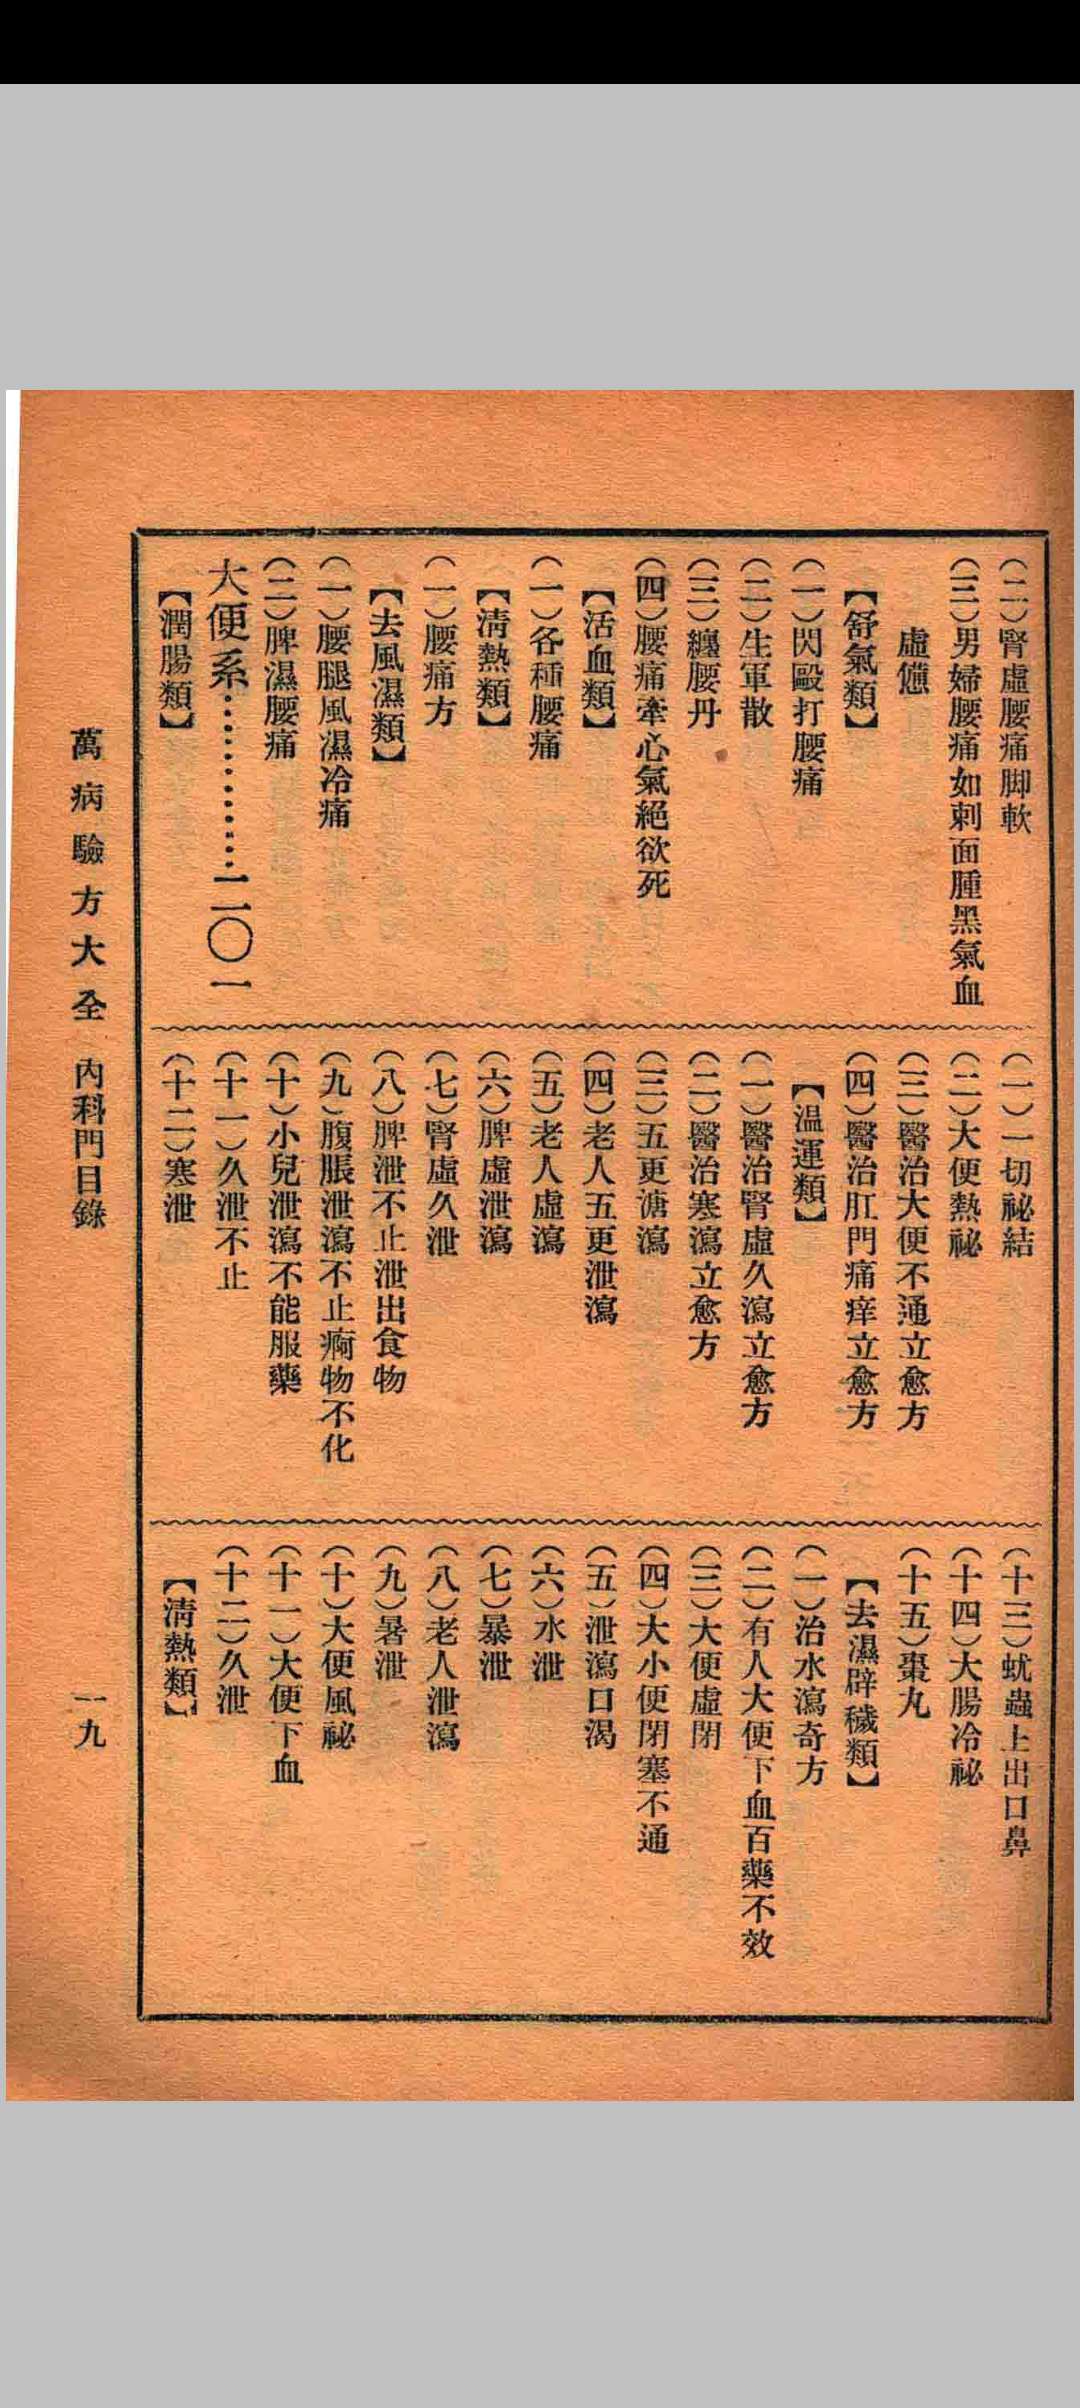 (二)腎虛腰痛脚軟
(三)男婦腰痛如刺面腫黑氣血
虛憊
【舒氣類】
(一)閃毆打腰痛
(二)生軍散
(三)纏腰丹
(四)腰痛牽心氣絕欲死
【活血類】
(一)各種腰痛
【清熱類】
(一)腰痛方
【去風濕類】
(一)腰腿風濕冷痛
(二)脾濕腰痛
大便系…………二〇一
【潤腸類】
(一)一切祕結
(二)大便熱祕
(三)醫治大便不通立愈方
(四)醫治肛門痛痒立愈方
【溫運類】
(一)醫治腎虛久瀉立愈方
(二)醫治寒瀉立愈方
(三)五更溏瀉
(四)老人五更泄瀉
(五)老人虛瀉
(六)脾虛泄瀉
(七)腎虛久泄
(八)脾泄不止泄出食物
(九)腹脹泄瀉不止痾物不化
(十)小兒泄瀉不能服藥
(十一)久泄不止
(十二)寒泄
(十三)蚘蟲上出口鼻
(十四)大腸冷祕
(十五)棗丸
【去濕辟穢類】
(一)治水瀉奇方
(二)有人大便下血百藥不效
(三)大便虛閉
(四)大小便閉塞不通
(五)泄瀉口渴
(六)水泄
(七)暴泄
(八)老人泄瀉
(九)暑泄
(十)大便風祕
(十一)大便下血
(十二)久泄
【清熱類】
萬病驗方大全 內科門目錄 一九